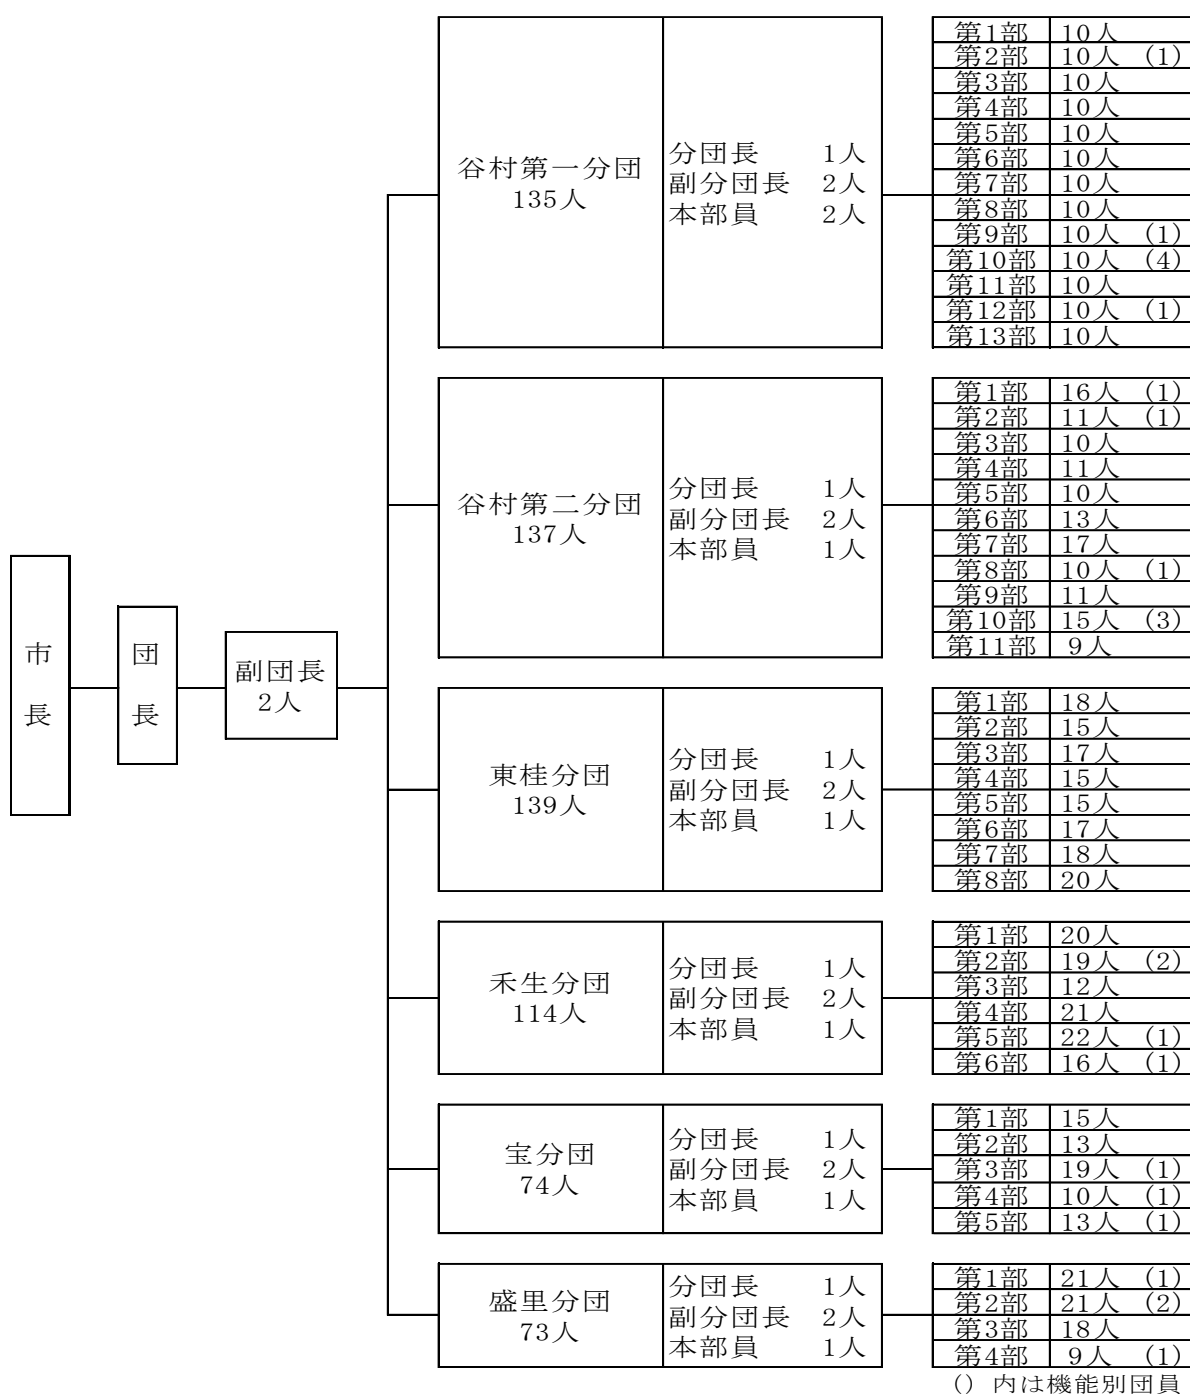 市長
団長
副団長
2人
谷村第一分団
135人
分団長 1人
副分団長 2人
本部員 2人
第1部 10人
第2部 10人 (1)
第3部 10人
第4部 10人
第5部 10人
第6部 10人
第7部 10人
第8部 10人
第9部 10人 (1)
第10部 10人 (4)
第11部 10人
第12部 10人 (1)
第13部 10人
谷村第二分団
137人
分団長 1人
副分団長 2人
本部員 1人
第1部 16人 (1)
第2部 11人 (1)
第3部 10人
第4部 11人
第5部 10人
第6部 13人
第7部 17人
第8部 10人 (1)
第9部 11人
第10部 15人 (3)
第11部 9人
東桂分団
139人
分団長 1人
副分団長 2人
本部員 1人
第1部 18人
第2部 15人
第3部 17人
第4部 15人
第5部 15人
第6部 17人
第7部 18人
第8部 20人
禾生分団
114人
分団長 1人
副分団長 2人
本部員 1人
第1部 20人
第2部 19人 (2)
第3部 12人
第4部 21人
第5部 22人 (1)
第6部 16人 (1)
宝分団
74人
分団長 1人
副分団長 2人
本部員 1人
第1部 15人
第2部 13人
第3部 19人 (1)
第4部 10人 (1)
第5部 13人 (1)
盛里分団
73人
分団長 1人
副分団長 2人
本部員 1人
第1部 21人 (1)
第2部 21人 (2)
第3部 18人
第4部 9人 (1)
() 内は機能別団員